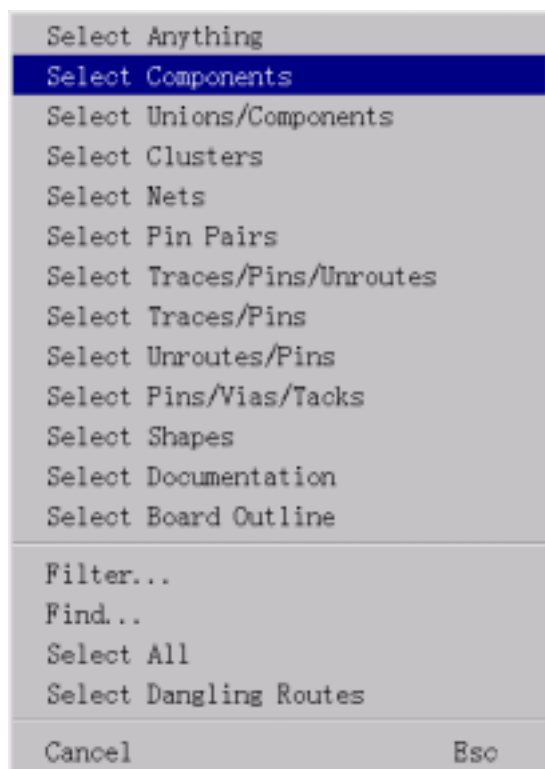 Select Anything
Select Components
Select Unions/Components
Select Clusters
Select Nets
Select Pin Pairs
Select Traces/Pins/Unroutes
Select Traces/Pins
Select Unroutes/Pins
Select Pins/Vias/Tacks
Select Shapes
Select Documentation
Select Board Outline
Filter...
Find...
Select All
Select Dangling Routes
Cancel Esc